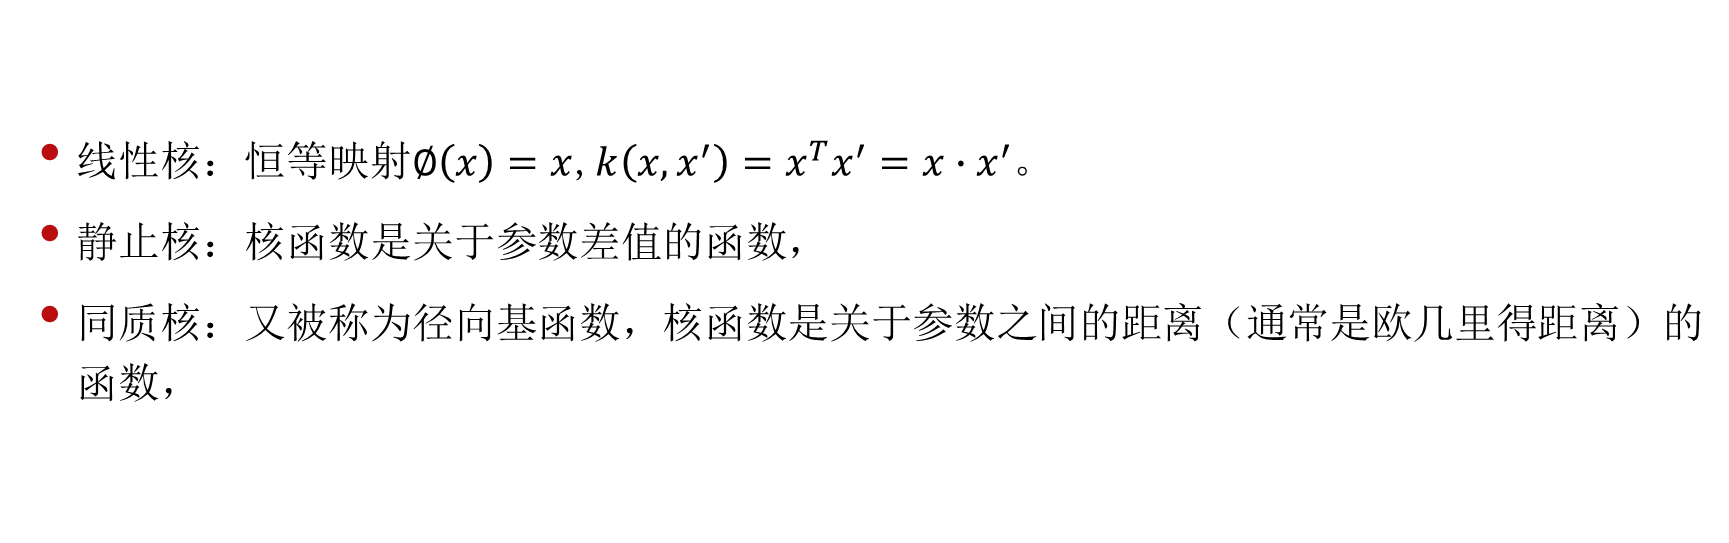 • 线性核：恒等映射∅(x) = x, k(x, x′) = xᵀx′ = x · x′。
• 静止核：核函数是关于参数差值的函数，
• 同质核：又被称为径向基函数，核函数是关于参数之间的距离（通常是欧几里得距离）的
函数，